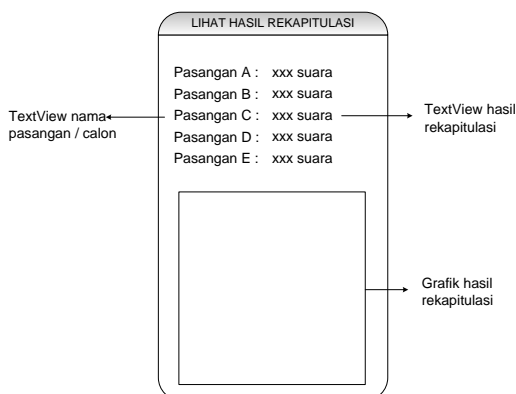 LIHAT HASIL REKAPITULASI
Pasangan A : xxx suara
Pasangan B : xxx suara
Pasangan C : xxx suara
Pasangan D : xxx suara
Pasangan E : xxx suara
TextView nama
pasangan / calon
TextView hasil
rekapitulasi
Grafik hasil
rekapitulasi